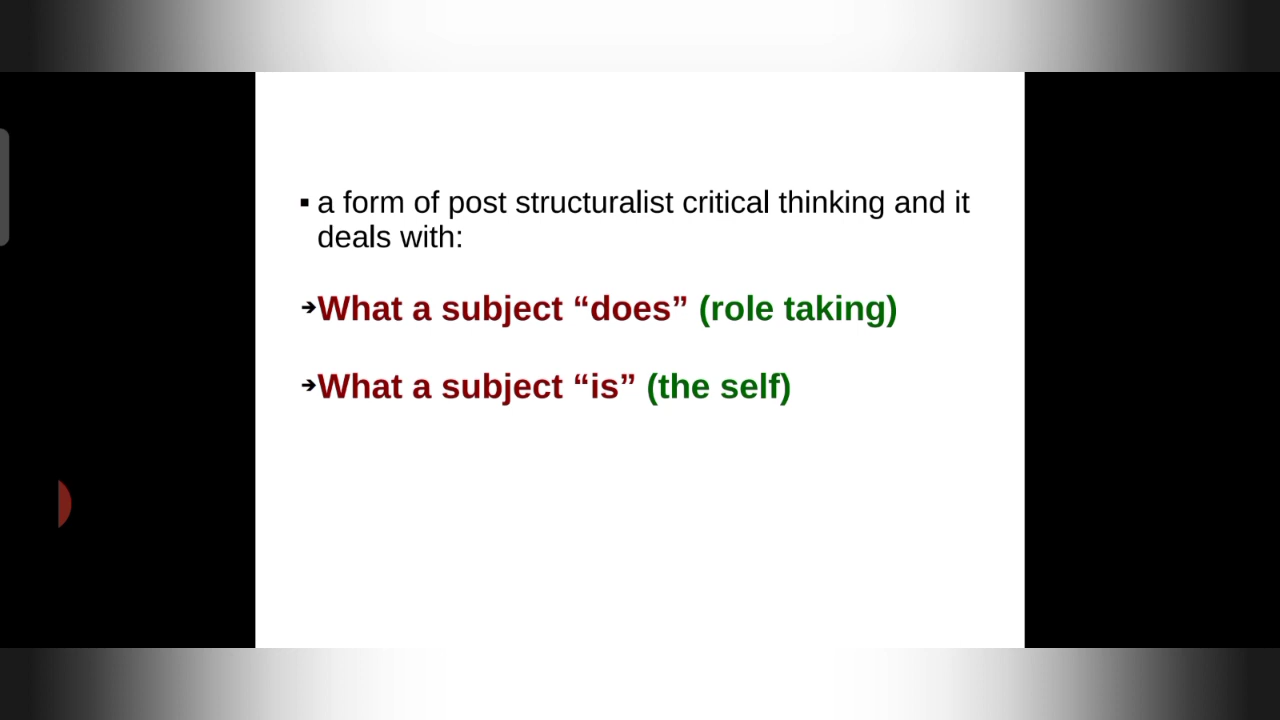 ▪ a form of post structuralist critical thinking and it
deals with:
➔What a subject “does” (role taking)
➔What a subject “is” (the self)